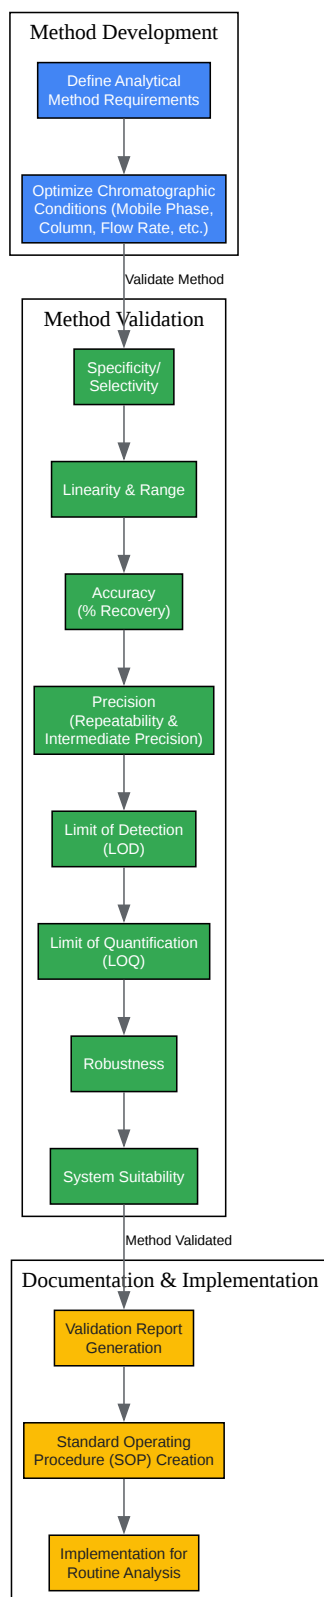 Method Development
Define Analytical
Method Requirements
Optimize Chromatographic
Conditions (Mobile Phase,
Column, Flow Rate, etc.)
Validate Method
Method Validation
Specificity/
Selectivity
Linearity & Range
Accuracy
(% Recovery)
Precision
(Repeatability &
Intermediate Precision)
Limit of Detection
(LOD)
Limit of Quantification
(LOQ)
Robustness
System Suitability
Method Validated
Documentation & Implementation
Validation Report
Generation
Standard Operating
Procedure (SOP) Creation
Implementation for
Routine Analysis